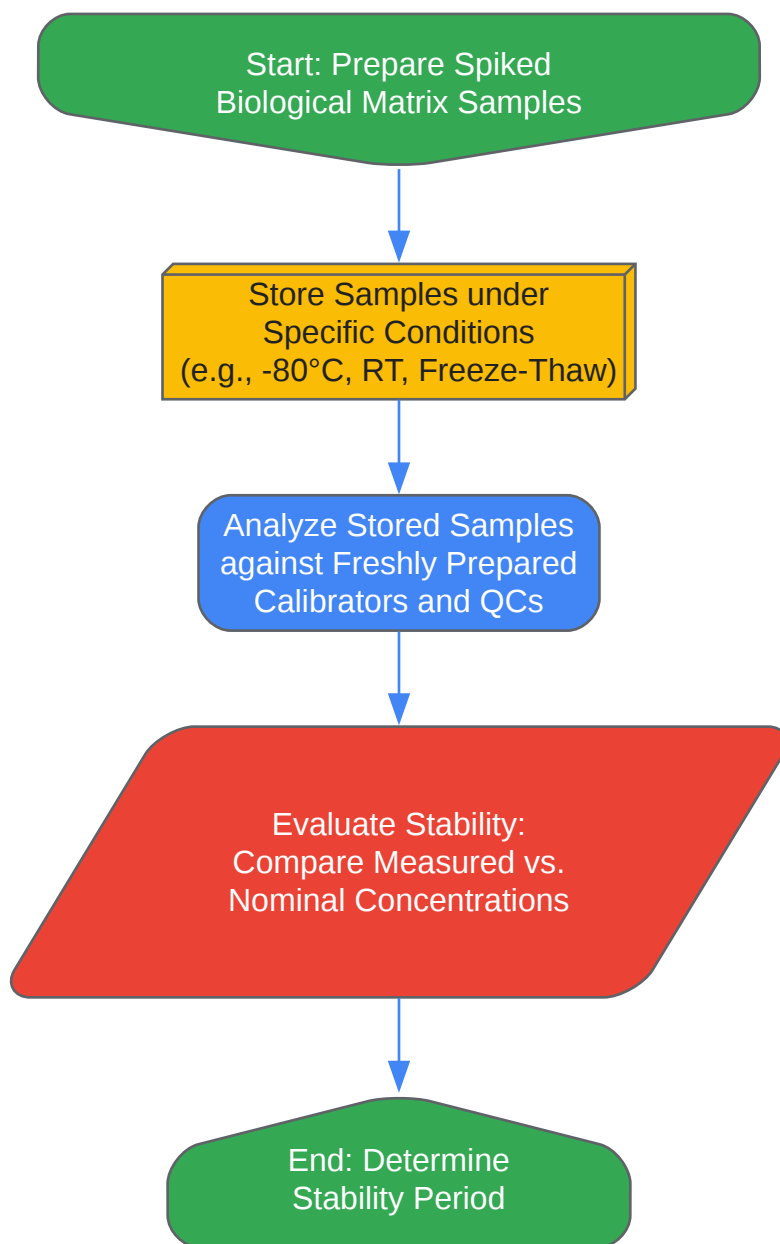 Start: Prepare Spiked
Biological Matrix Samples
Store Samples under
Specific Conditions
(e.g., -80°C, RT, Freeze-Thaw)
Analyze Stored Samples
against Freshly Prepared
Calibrators and QCs
Evaluate Stability:
Compare Measured vs.
Nominal Concentrations
End: Determine
Stability Period